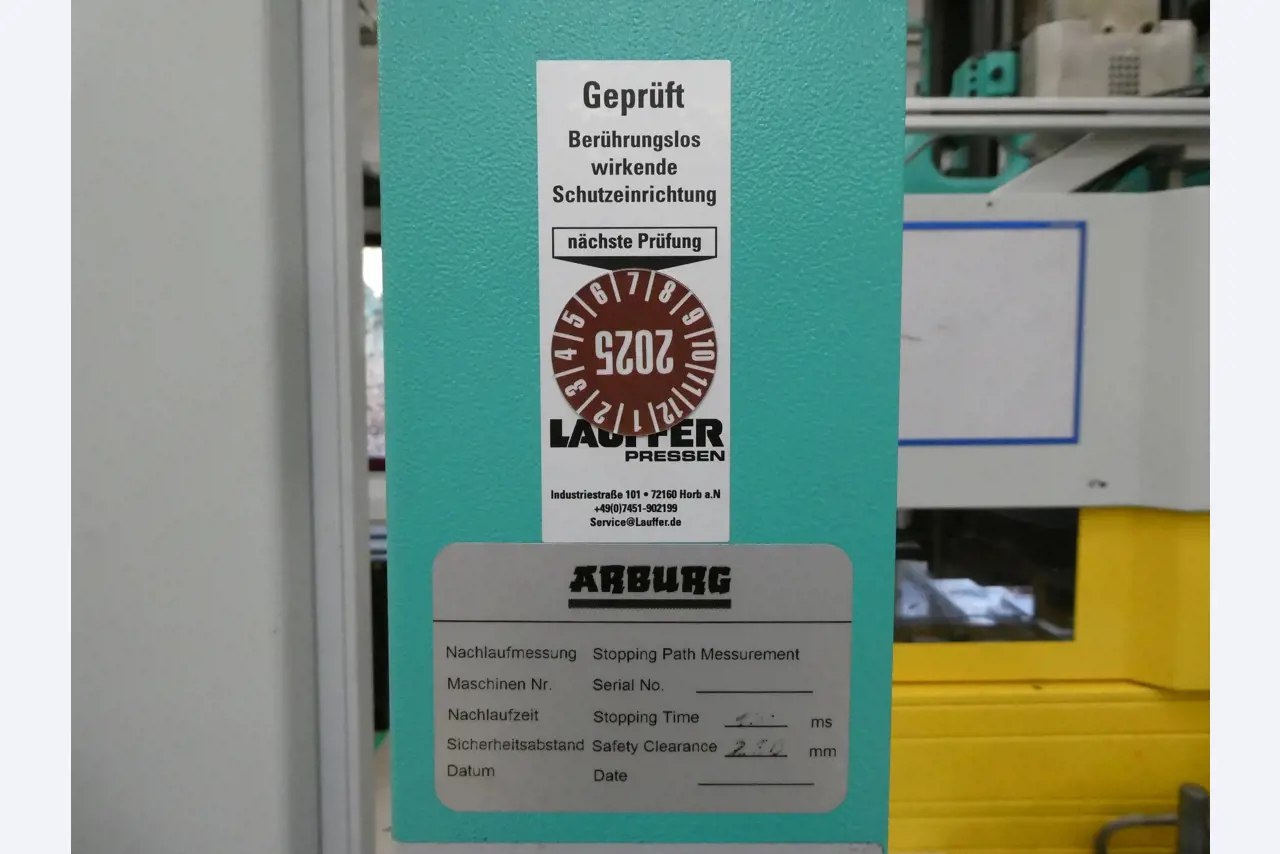 Geprüft
Berührungslos
wirkende
Schutzeinrichtung
nächste Prüfung
1 2 3 4 5 6 7 8 9 10 11 12
2025
LAUFFER
PRESSEN
Industriestraße 101 • 72160 Horb a.N
+49(0)7451-902199
Service@Lauffer.de
ARBURG
Nachlaufmessung Stopping Path Messurement
Maschinen Nr. Serial No.
Nachlaufzeit Stopping Time ms
Sicherheitsabstand Safety Clearance mm
Datum Date